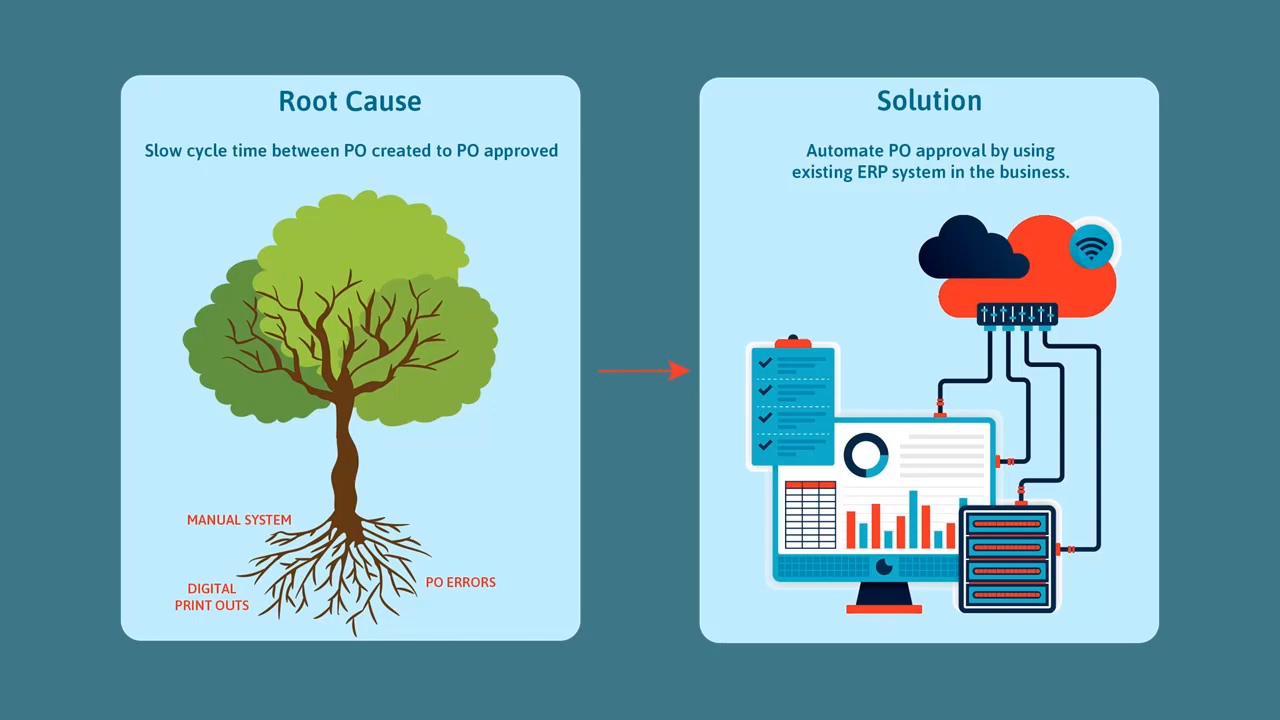 Root Cause
Slow cycle time between PO created to PO approved
MANUAL SYSTEM
DIGITAL
PRINT OUTS
PO ERRORS
Solution
Automate PO approval by using
existing ERP system in the business.